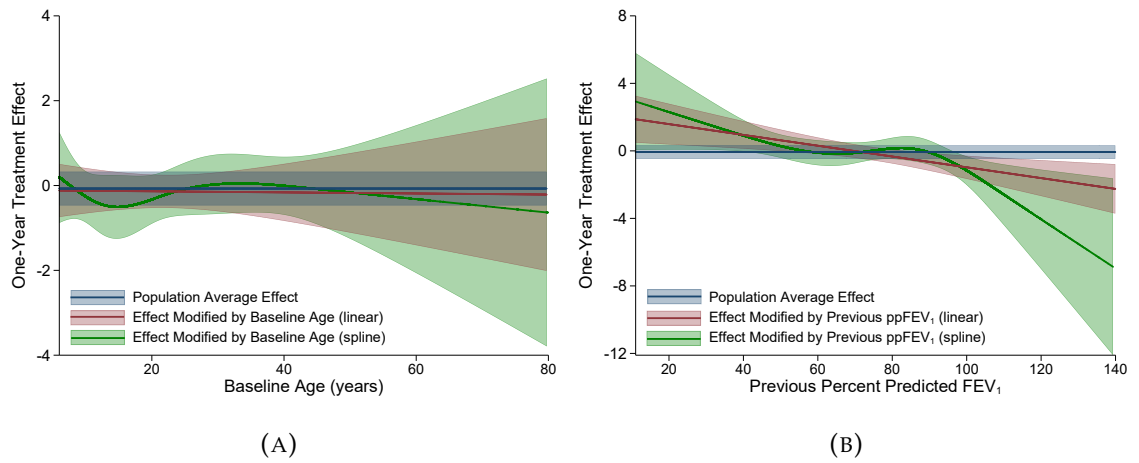 4
2
0
-2
-4
One-Year Treatment Effect
Population Average Effect
Effect Modified by Baseline Age (linear)
Effect Modified by Baseline Age (spline)
20 40 60 80
Baseline Age (years)
(A)
8
4
0
-4
-8
-12
One-Year Treatment Effect
Population Average Effect
Effect Modified by Previous ppFEV₁ (linear)
Effect Modified by Previous ppFEV₁ (spline)
20 40 60 80 100 120 140
Previous Percent Predicted FEV₁
(B)